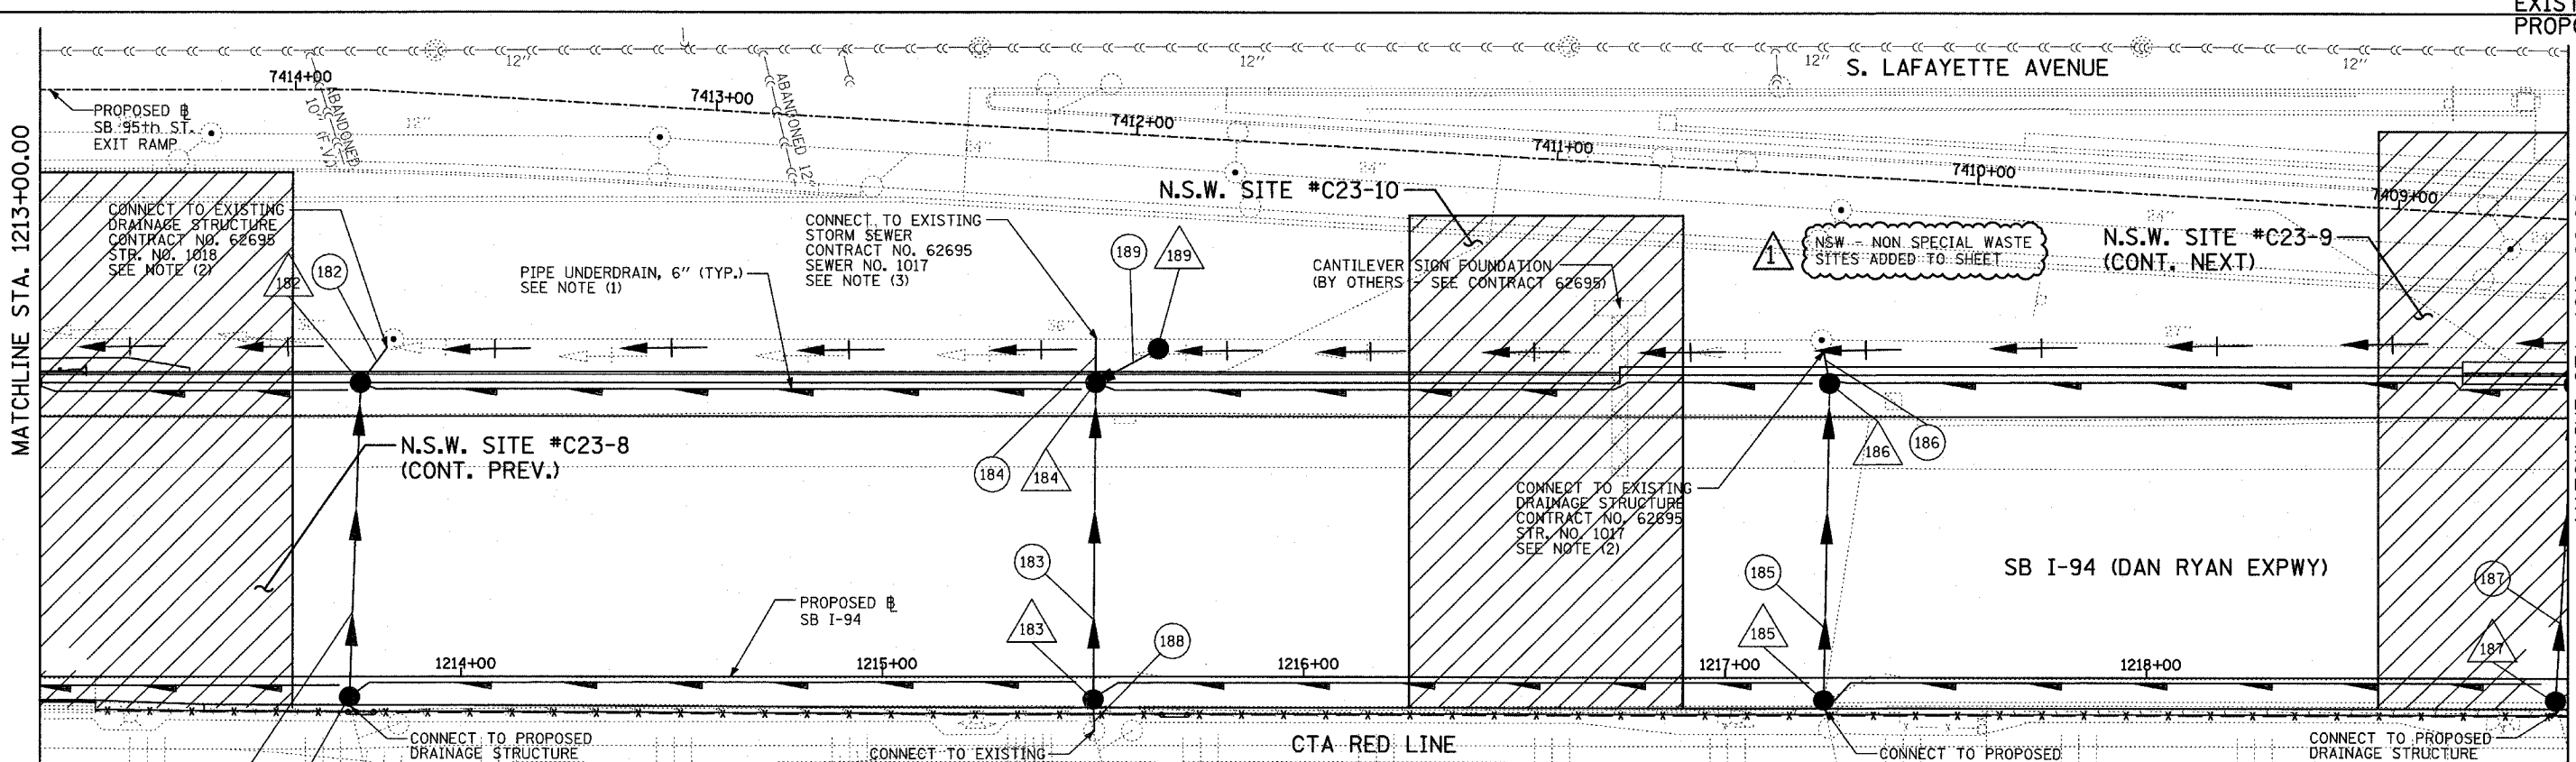 EXIST
PROPO
12"
12"
12"
12"
S. LAFAYETTE AVENUE
7414+00
7413+00
7412+00
7411+00
7410+00
7409+00
PROPOSED B
SB 95th ST.
EXIT RAMP
ABANDONED
10" (F.V.)
ABANDONED 12"
MATCHLINE STA. 1213+00.00
CONNECT TO EXISTING
DRAINAGE STRUCTURE
CONTRACT NO. 62695
STR. NO. 1018
SEE NOTE (2)
182
182
PIPE UNDERDRAIN, 6" (TYP.)
SEE NOTE (1)
CONNECT TO EXISTING
STORM SEWER
CONTRACT NO. 62695
SEWER NO. 1017
SEE NOTE (3)
189
189
N.S.W. SITE #C23-10
CANTILEVER SIGN FOUNDATION
(BY OTHERS - SEE CONTRACT 62695)
1
NSW - NON SPECIAL WASTE
SITES ADDED TO SHEET
N.S.W. SITE #C23-9
(CONT. NEXT)
24"
24"
36"
N.S.W. SITE #C23-8
(CONT. PREV.)
184
184
186
186
CONNECT TO EXISTING
DRAINAGE STRUCTURE
CONTRACT NO. 62695
STR. NO. 1017
SEE NOTE (2)
183
183
188
185
185
187
187
SB I-94 (DAN RYAN EXPWY)
PROPOSED B
SB I-94
1214+00
1215+00
1216+00
1217+00
1218+00
CONNECT TO PROPOSED
DRAINAGE STRUCTURE
CONNECT TO EXISTING
CTA RED LINE
CONNECT TO PROPOSED
CONNECT TO PROPOSED
DRAINAGE STRUCTURE